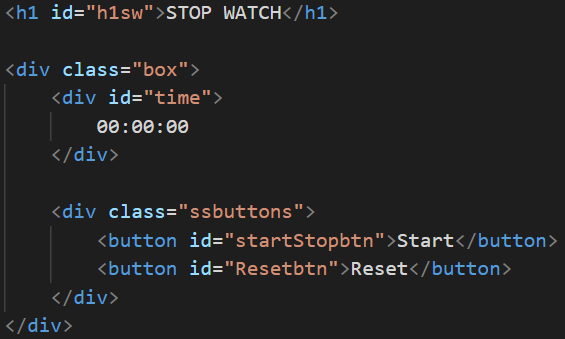 <h1 id="h1sw">STOP WATCH</h1>
<div class="box">
<div id="time">
00:00:00
</div>
<div class="ssbuttons">
<button id="startStopbtn">Start</button>
<button id="Resetbtn">Reset</button>
</div>
</div>